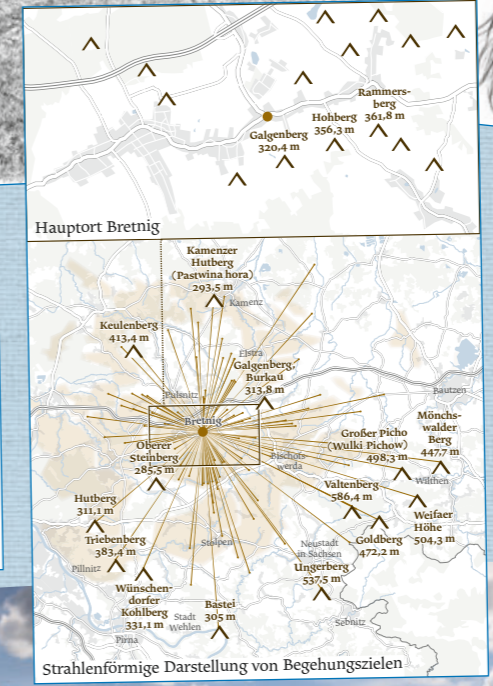 Rammers-
berg
361,8 m
Hohberg
356,3 m
Galgenberg
320,4 m
Hauptort Bretnig
Kamenzer
Hutberg
(Pastwina hora)
293,5 m
Kamenz
Keulenberg
413,4 m
Elstra
Galgenberg,
Burkau
313,8 m
Pulsnitz
Bautzen
Bretnig
Mönchs-
walder
Berg
447,7 m
Großer Picho
(Wulki Pichow)
498,3 m
Oberer
Steinberg
285,5 m
Bischofs
werda
Wilthen
Valtenberg
586,4 m
Hutberg
311,1 m
Weifaer
Höhe
504,3 m
Triebenberg
383,4 m
Stolpen
Goldberg
472,2 m
Neustadt
in Sachsen
Pillnitz
Ungerberg
537,5 m
Wünschen-
dorfer
Kohlberg
331,1 m
Bastei
305 m
Stadt
Wehlen
Sebnitz
Pirna
Strahlenförmige Darstellung von Begehungszielen